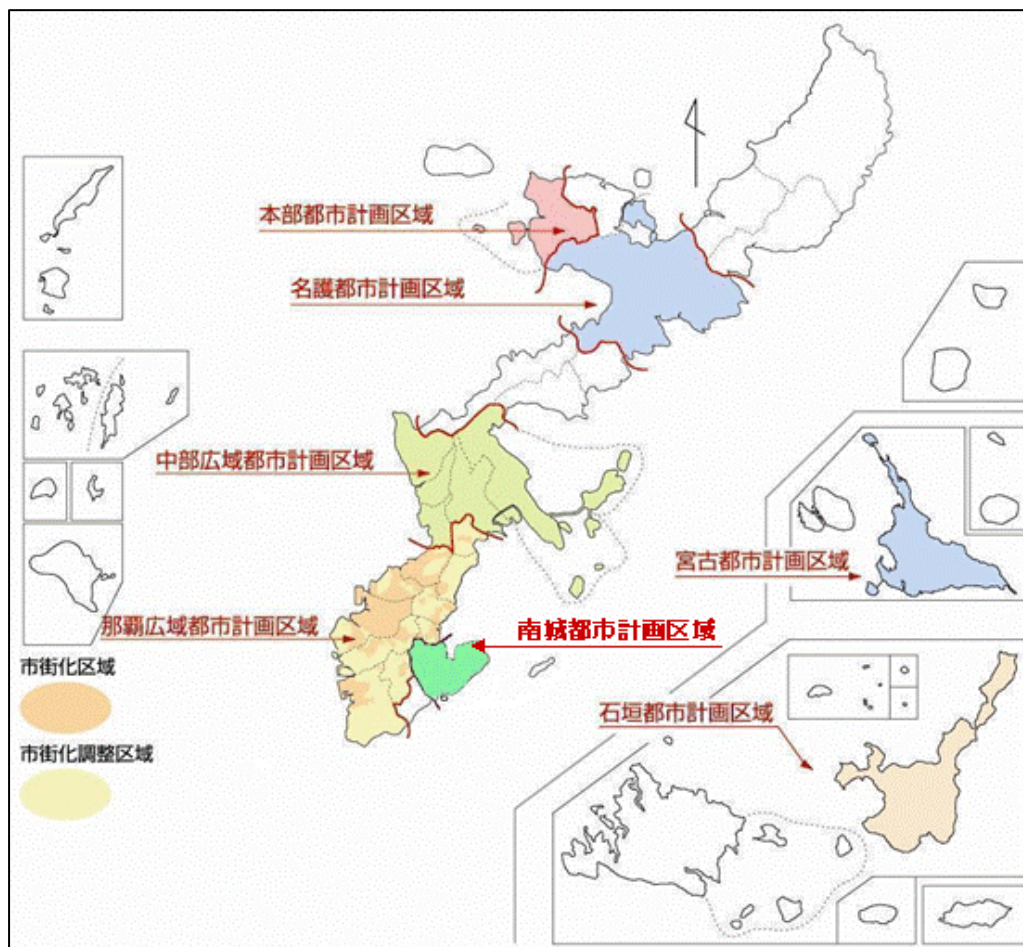 本部都市計画区域
名護都市計画区域
中部広域都市計画区域
宮古都市計画区域
那覇広域都市計画区域
南城都市計画区域
市街化区域
石垣都市計画区域
市街化調整区域